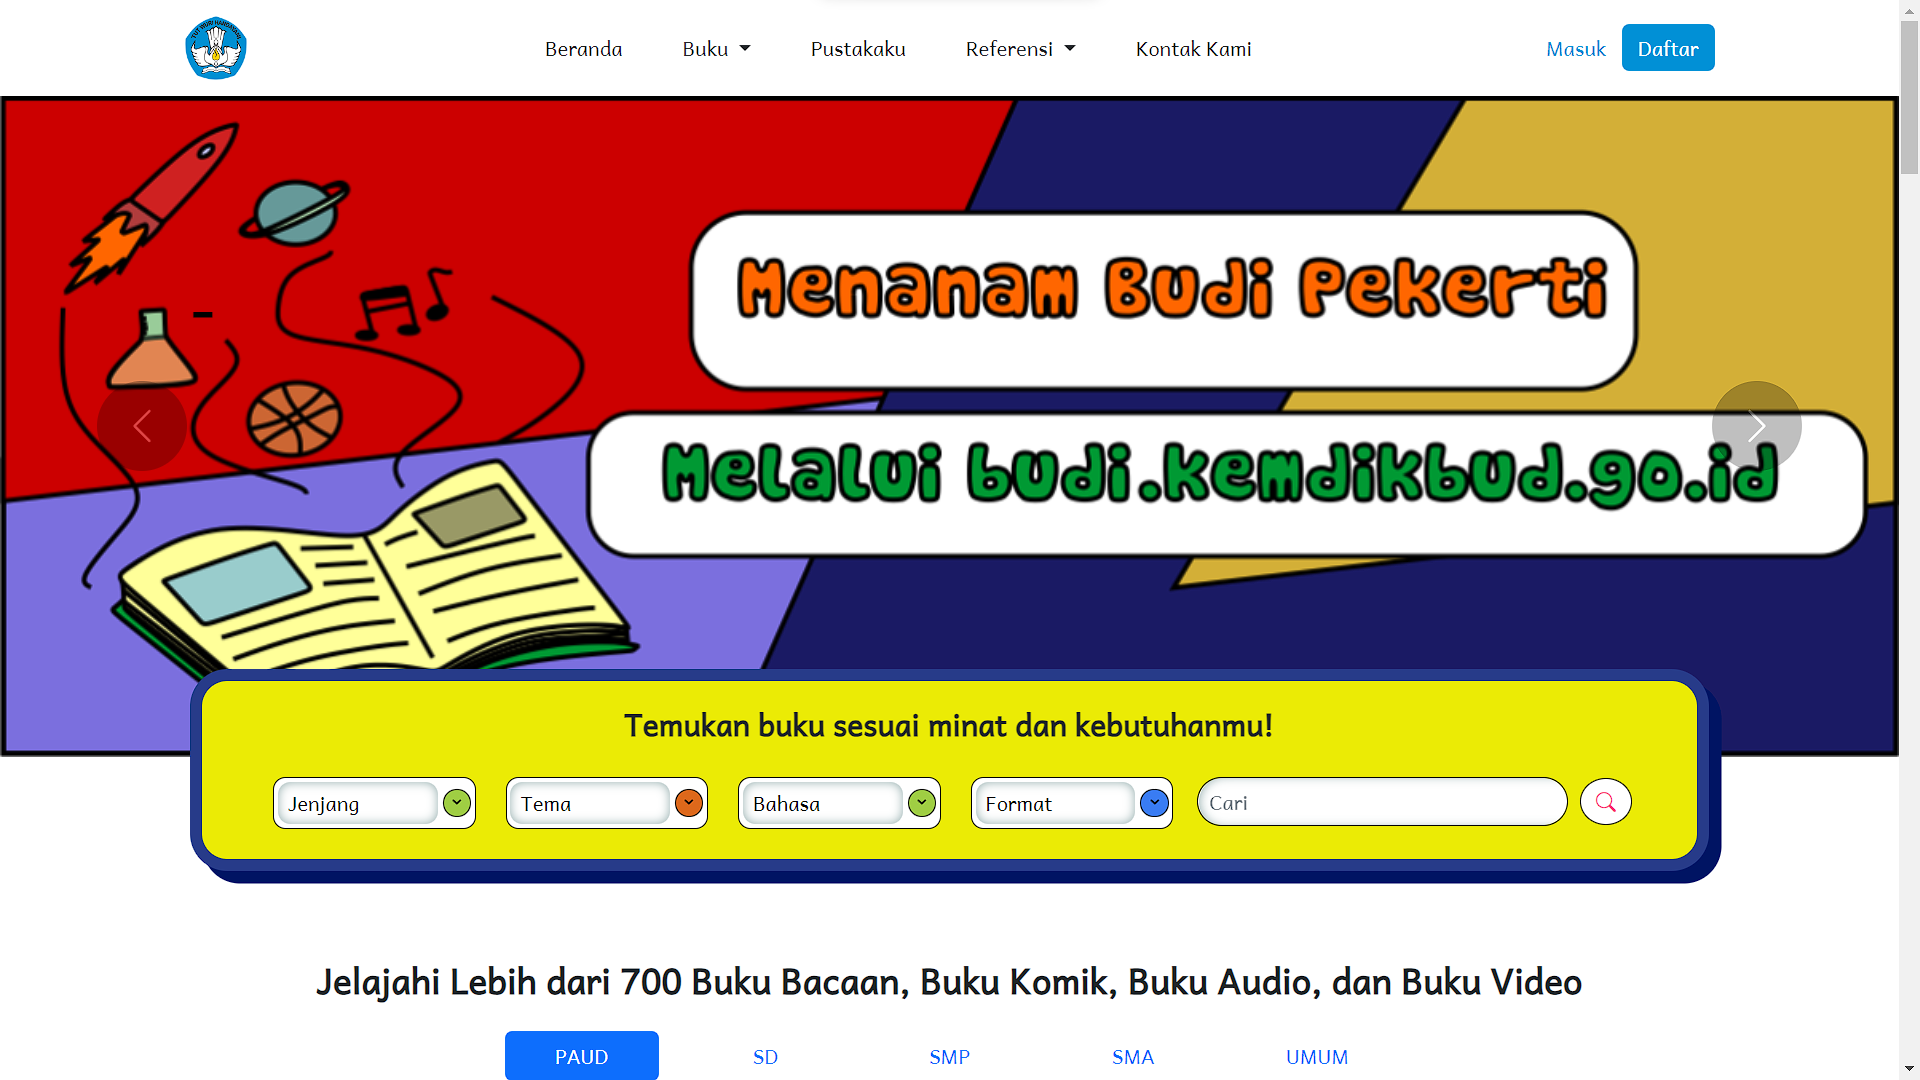 Beranda
Buku
Pustakaku
Referensi
Kontak Kami
Masuk
Daftar
Menanam Budi Pekerti
Melalui budi.kemdikbud.go.id
Temukan buku sesuai minat dan kebutuhanmu!
Jenjang
Tema
Bahasa
Format
Cari
Jelajahi Lebih dari 700 Buku Bacaan, Buku Komik, Buku Audio, dan Buku Video
PAUD
SD
SMP
SMA
UMUM